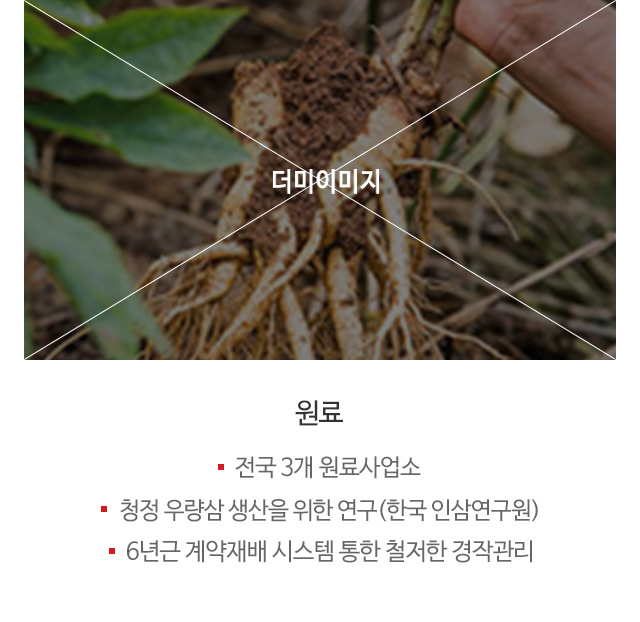 더미이미지
원료
전국 3개 원료사업소
청정 우량삼 생산을 위한 연구(한국 인삼연구원)
6년근 계약재배 시스템 통한 철저한 경작관리